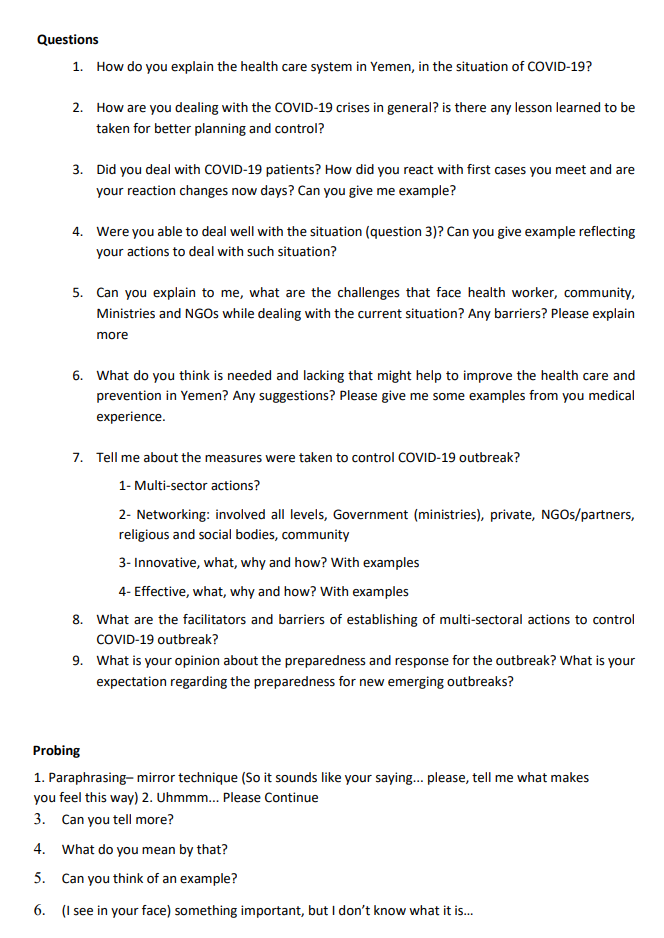 Questions
1. How do you explain the health care system in Yemen, in the situation of COVID-19?
2. How are you dealing with the COVID-19 crises in general? is there any lesson learned to be
taken for better planning and control?
3. Did you deal with COVID-19 patients? How did you react with first cases you meet and are
your reaction changes now days? Can you give me example?
4. Were you able to deal well with the situation (question 3)? Can you give example reflecting
your actions to deal with such situation?
5. Can you explain to me, what are the challenges that face health worker, community,
Ministries and NGOs while dealing with the current situation? Any barriers? Please explain
more
6. What do you think is needed and lacking that might help to improve the health care and
prevention in Yemen? Any suggestions? Please give me some examples from you medical
experience.
7. Tell me about the measures were taken to control COVID-19 outbreak?
1- Multi-sector actions?
2- Networking: involved all levels, Government (ministries), private, NGOs/partners,
religious and social bodies, community
3- Innovative, what, why and how? With examples
4- Effective, what, why and how? With examples
8. What are the facilitators and barriers of establishing of multi-sectoral actions to control
COVID-19 outbreak?
9. What is your opinion about the preparedness and response for the outbreak? What is your
expectation regarding the preparedness for new emerging outbreaks?
Probing
1. Paraphrasing– mirror technique (So it sounds like your saying... please, tell me what makes
you feel this way) 2. Uhmmm... Please Continue
3. Can you tell more?
4. What do you mean by that?
5. Can you think of an example?
6. (I see in your face) something important, but I don’t know what it is...